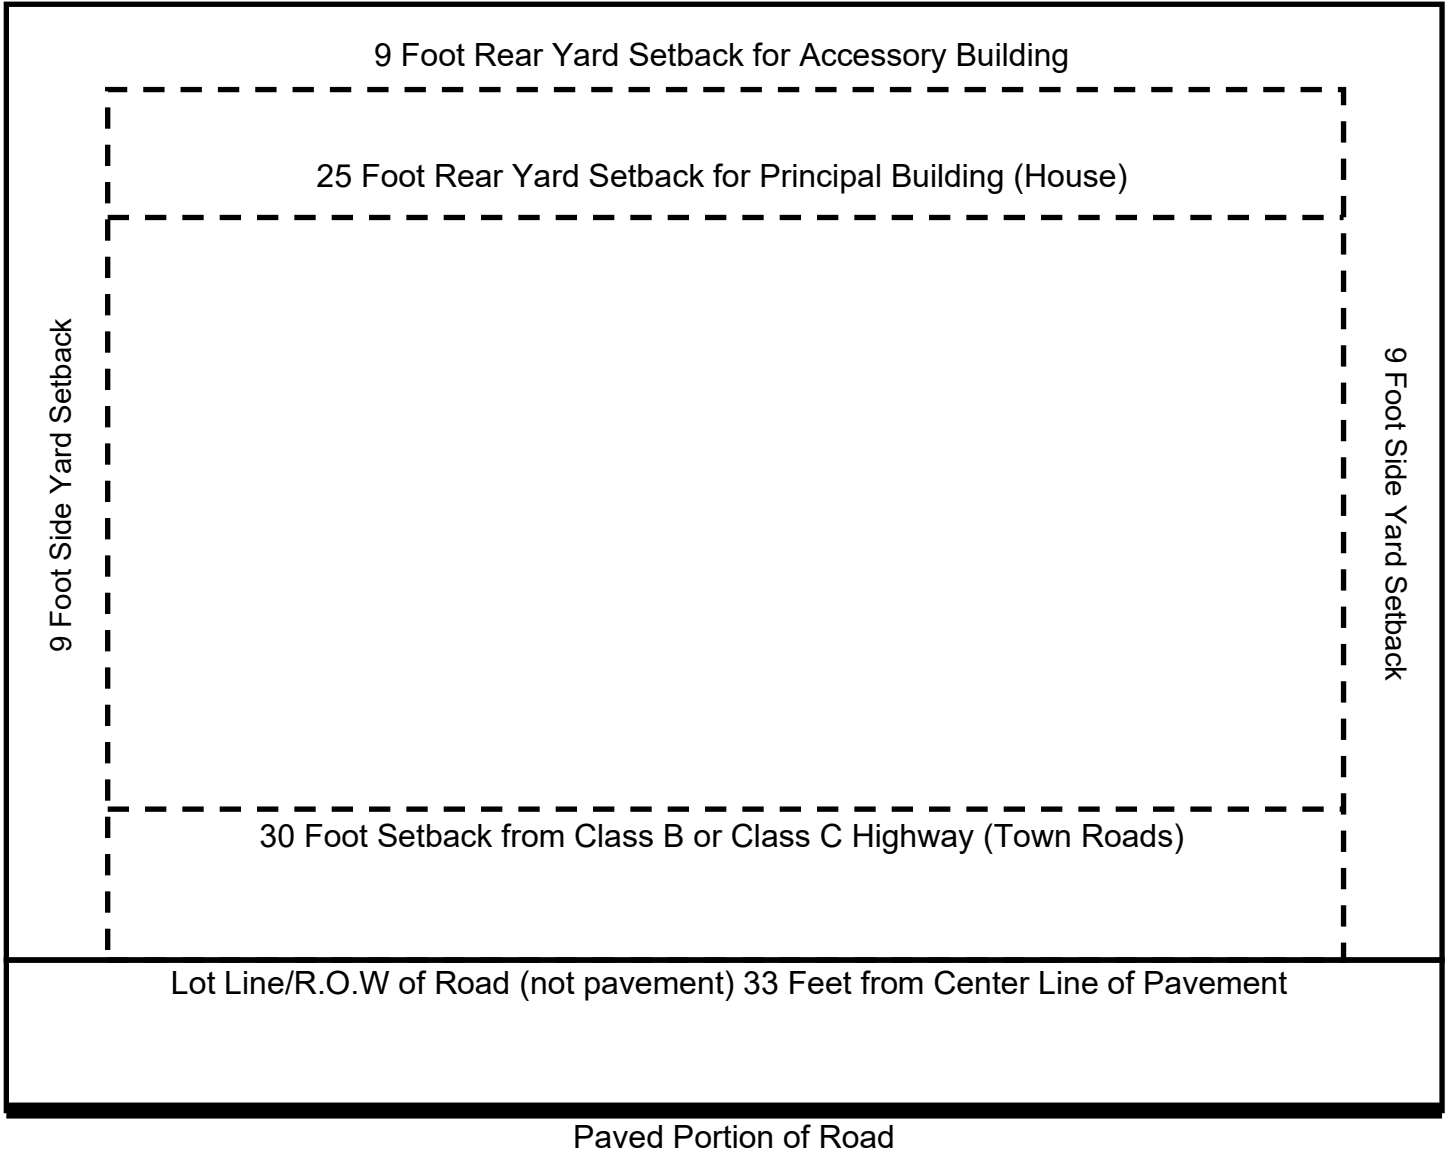 9 Foot Rear Yard Setback for Accessory Building
25 Foot Rear Yard Setback for Principal Building (House)
9 Foot Side Yard Setback
9 Foot Side Yard Setback
30 Foot Setback from Class B or Class C Highway (Town Roads)
Lot Line/R.O.W of Road (not pavement) 33 Feet from Center Line of Pavement
Paved Portion of Road